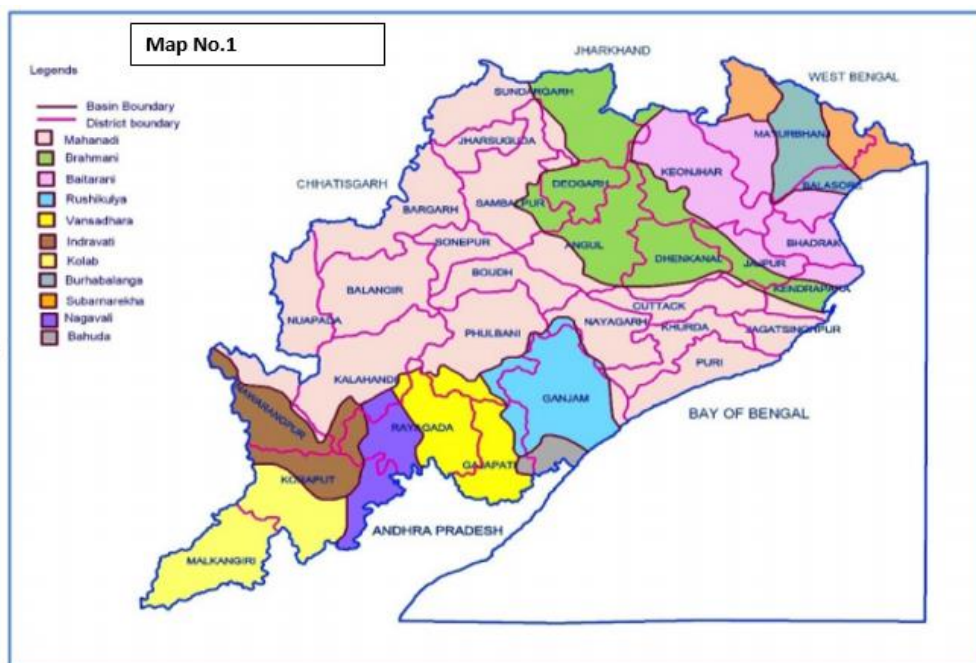 Map No.1
Legends
Basin Boundary
District boundary
Mahanadi
Brahmani
Baitarani
Rushikulya
Vansadhara
Indravati
Kolab
Burhabalanga
Subarnarekha
Nagavali
Bahuda
JHARKHAND
WEST BENGAL
SUNDARGARH
MAYURBHANJ
JHARSUGUDA
KEONJHAR
CHHATISGARH
DEOGARH
BALASORE
BARGARH
SAMBALPUR
SONEPUR
ANGUL
BHADRAK
DHENKANAL
JAJPUR
BOUDH
BALANGIR
KENDRAPARA
CUTTACK
NUAPADA
NAYAGARH
KHURDA
JAGATSINGHPUR
PHULBANI
PURI
KALAHANDI
NAWARANGPUR
GANJAM
BAY OF BENGAL
RAYAGADA
GAJAPATI
KORAPUT
ANDHRA PRADESH
MALKANGIRI